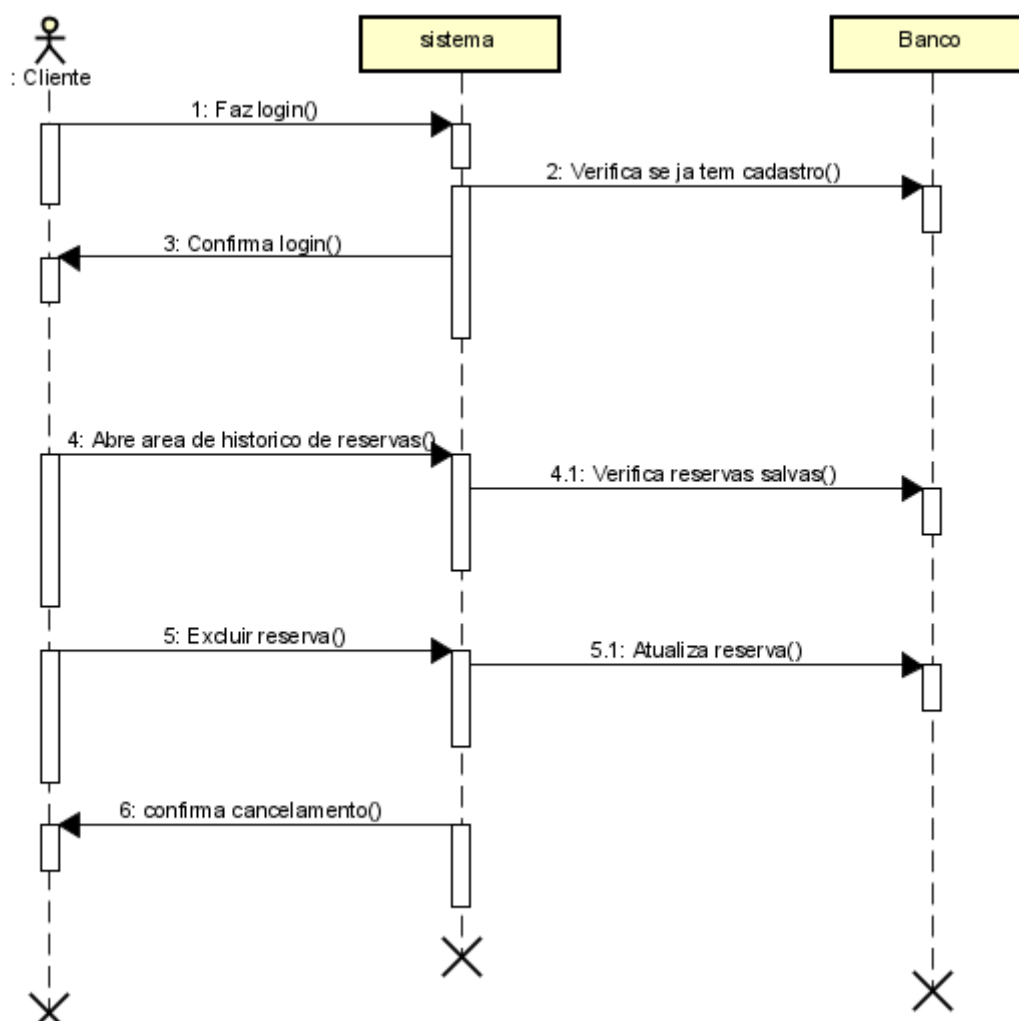 sistema
Banco
: Cliente
1: Faz login()
2: Verifica se ja tem cadastro()
3: Confirma login()
4: Abre area de historico de reservas()
4.1: Verifica reservas salvas()
5: Excluir reserva()
5.1: Atualiza reserva()
6: confirma cancelamento()